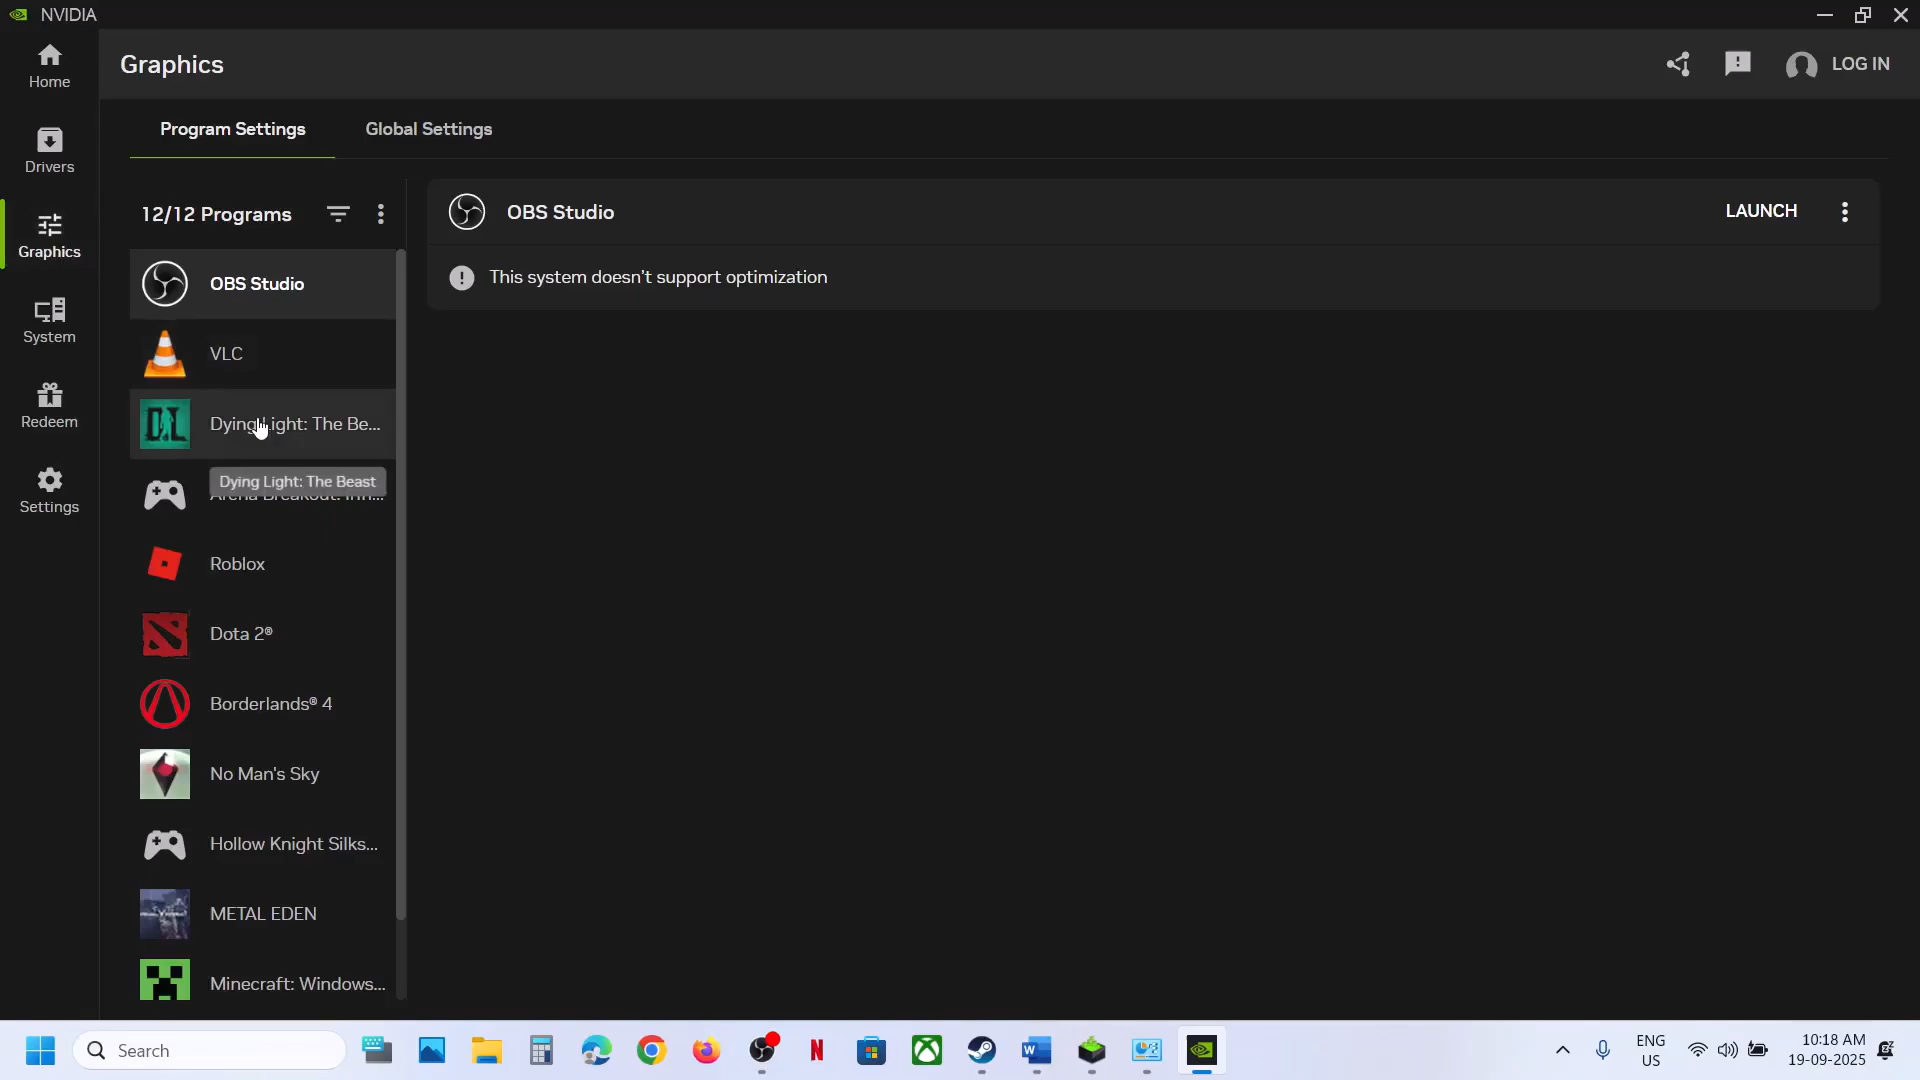 NVIDIA
Home
Drivers
Graphics
System
Redeem
Settings
Graphics
LOG IN
Program Settings
Global Settings
12/12 Programs
OBS Studio
VLC
Dying Light: The Be...
Dying Light: The Beast
Roblox
Dota 2®
Borderlands® 4
No Man's Sky
Hollow Knight Silks...
METAL EDEN
Minecraft: Windows...
OBS Studio
LAUNCH
This system doesn't support optimization
Search
ENG
US
10:18 AM
19-09-2025